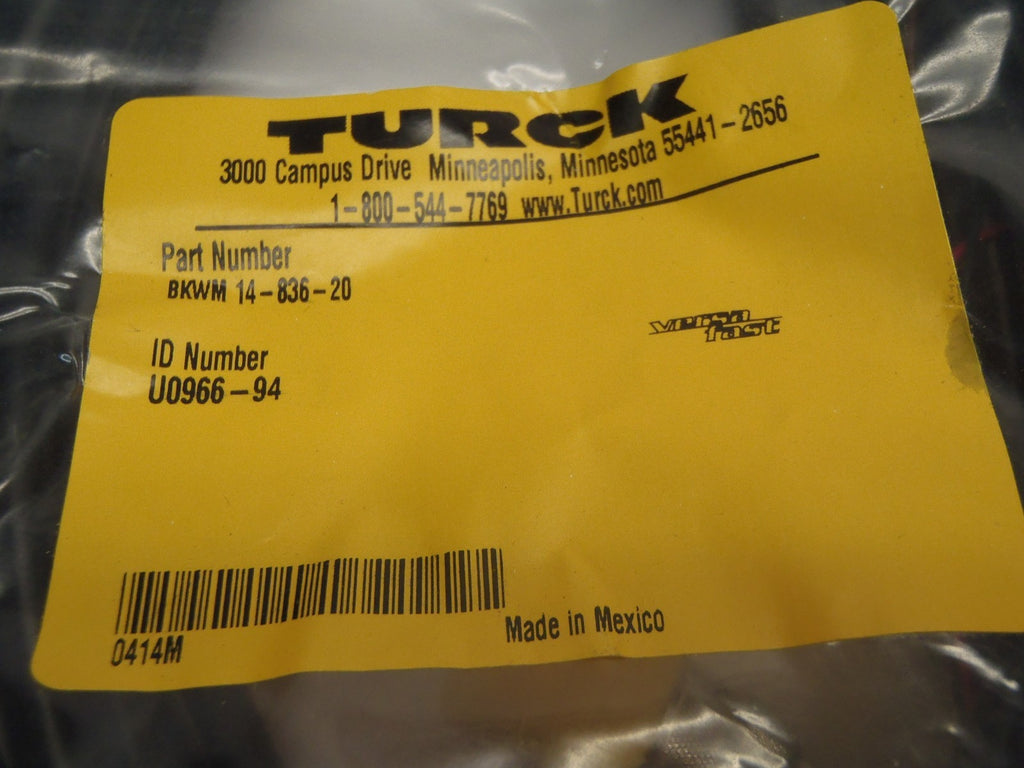 TURCK
3000 Campus Drive Minneapolis, Minnesota 55441-2656
1-800-544-7769 www.Turck.com
Part Number
BKWM 14-836-20
versa
fast
ID Number
U0966-94
0414M
Made in Mexico